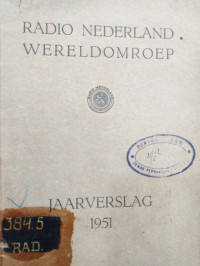 RADIO NEDERLAND
WERELDOMROEP
JAARVERSLAG
1951
384.5
RAD.